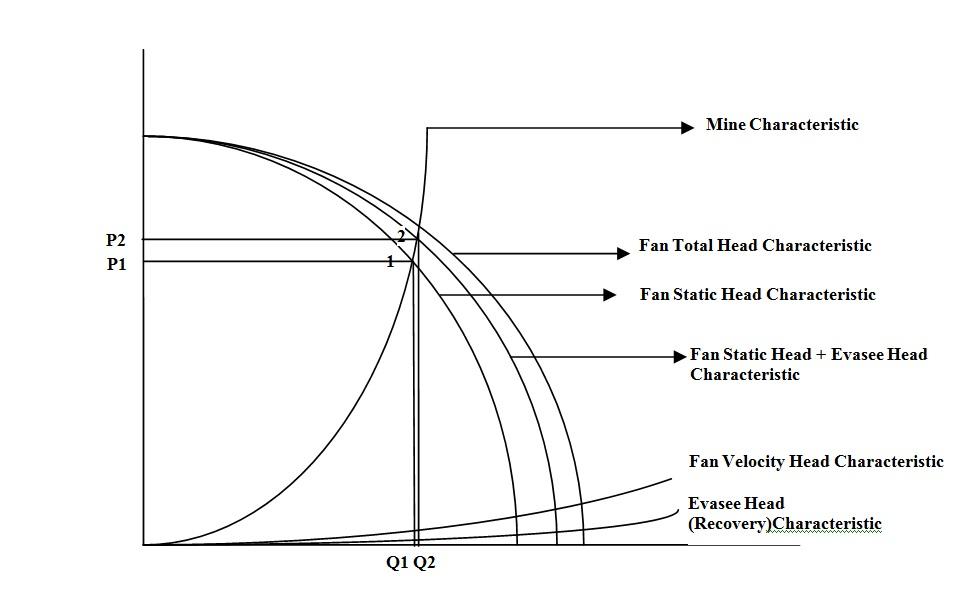 Mine Characteristic
P2
2
Fan Total Head Characteristic
P1
1
Fan Static Head Characteristic
Fan Static Head + Evasee Head
Characteristic
Fan Velocity Head Characteristic
Evasee Head
(Recovery)Characteristic
Q1 Q2